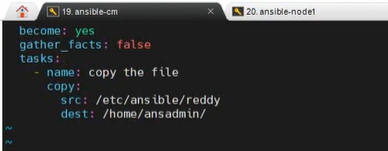 19. ansible-cm
20. ansible-node1
become: yes
gather_facts: false
tasks:
- name: copy the file
copy:
src: /etc/ansible/reddy
dest: /home/ansadmin/
~
~